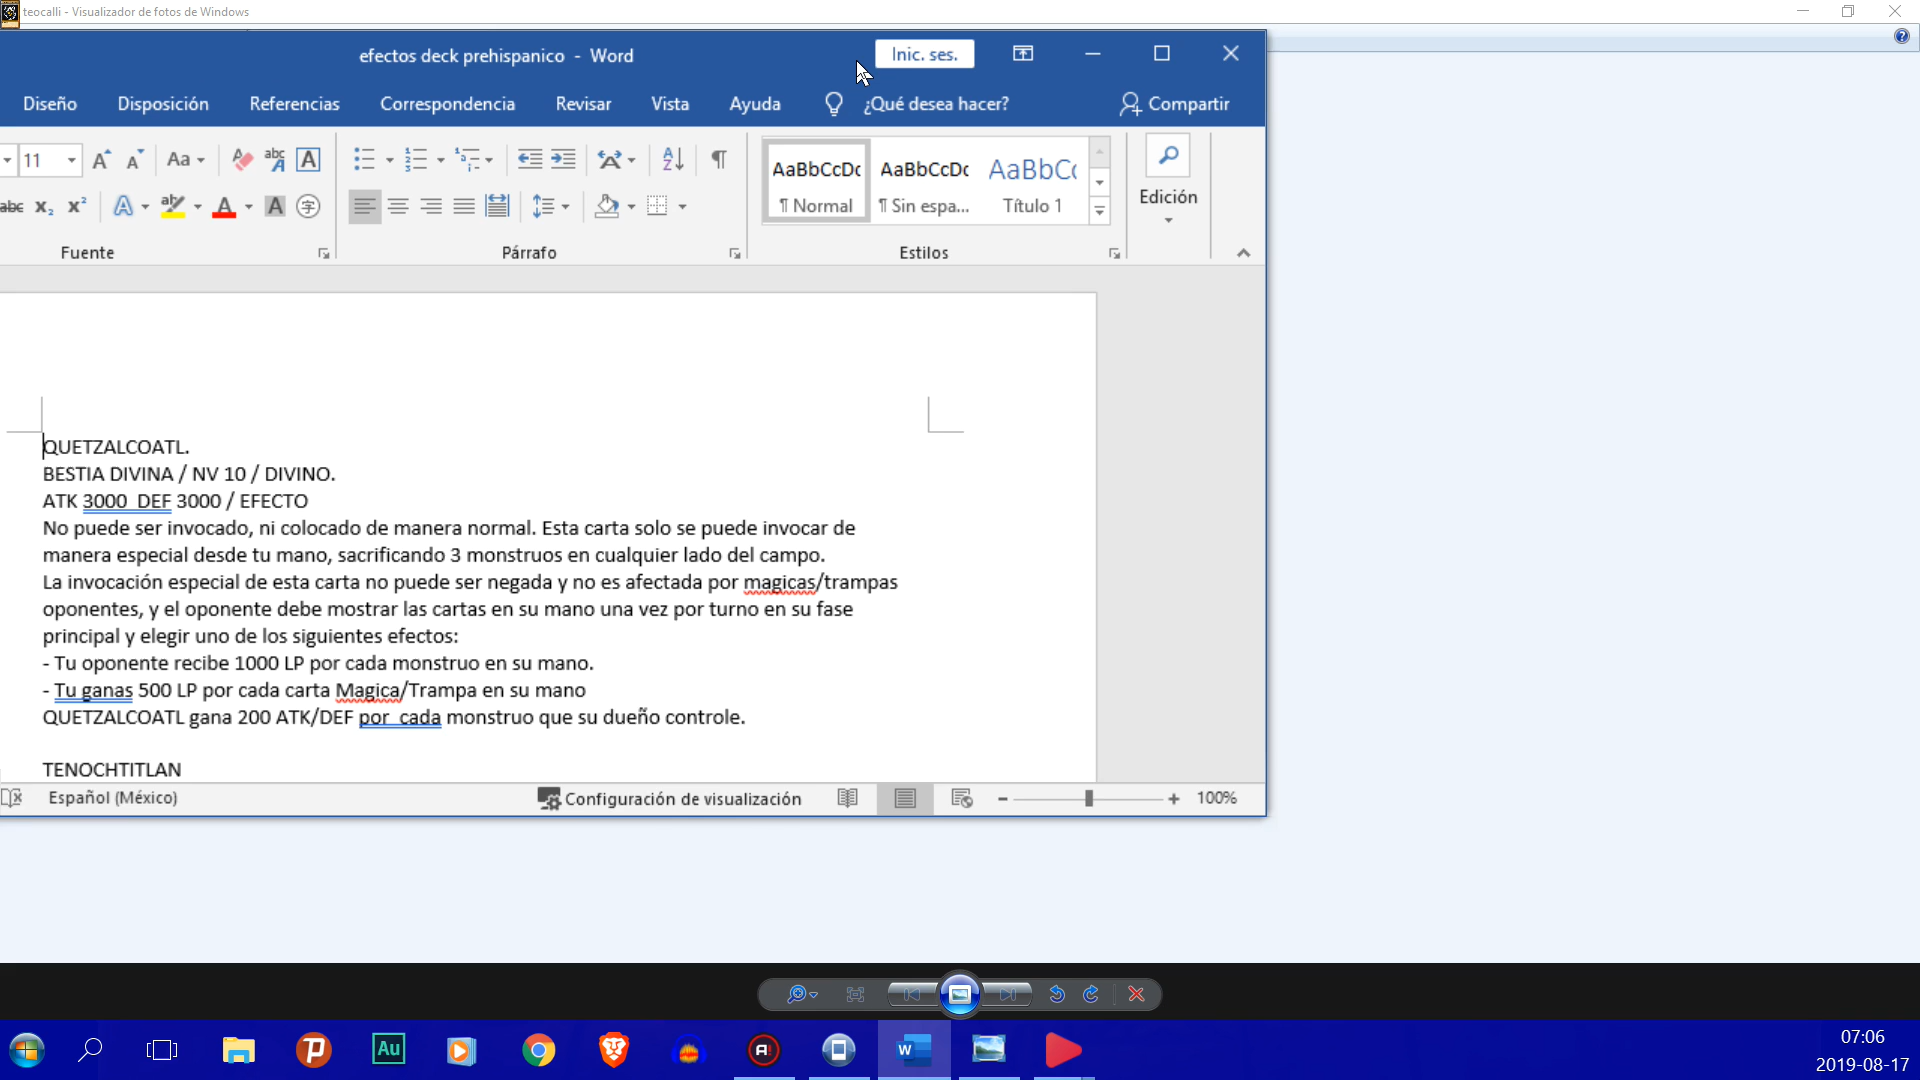 teocalli - Visualizador de fotos de Windows
efectos deck prehispanico - Word
Inic. ses.
Diseño Disposición Referencias Correspondencia Revisar Vista Ayuda ¿Qué desea hacer? Compartir
11 Aa
AaBbCcDc AaBbCcDc AaBbCc
¶ Normal ¶ Sin espa... Título 1
Edición
Fuente Párrafo Estilos
QUETZALCOATL.
BESTIA DIVINA / NV 10 / DIVINO.
ATK 3000 DEF 3000 / EFECTO
No puede ser invocado, ni colocado de manera normal. Esta carta solo se puede invocar de
manera especial desde tu mano, sacrificando 3 monstruos en cualquier lado del campo.
La invocación especial de esta carta no puede ser negada y no es afectada por magicas/trampas
oponentes, y el oponente debe mostrar las cartas en su mano una vez por turno en su fase
principal y elegir uno de los siguientes efectos:
- Tu oponente recibe 1000 LP por cada monstruo en su mano.
- Tu ganas 500 LP por cada carta Magica/Trampa en su mano
QUETZALCOATL gana 200 ATK/DEF por cada monstruo que su dueño controle.
TENOCHTITLAN
Español (México) Configuración de visualización 100%
07:06
2019-08-17